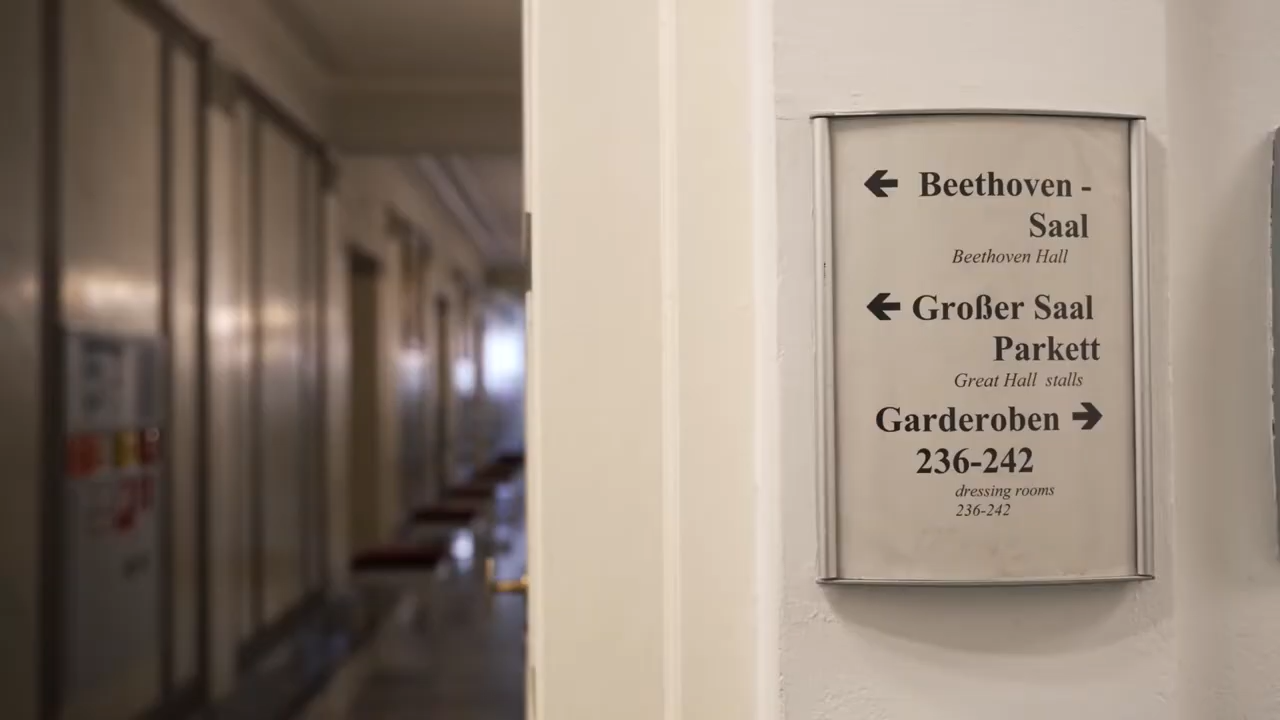 ← Beethoven -
Saal
Beethoven Hall
← Großer Saal
Parkett
Great Hall stalls
Garderoben →
236-242
dressing rooms
236-242